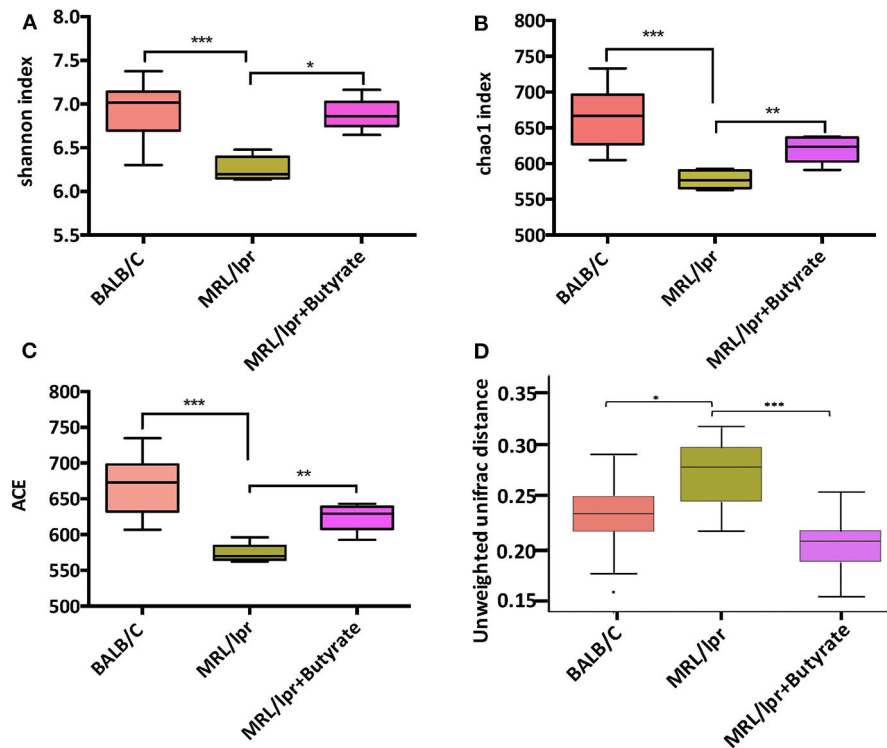 A
shannon index
8.0
7.5
7.0
6.5
6.0
5.5
***
*
BALB/C
MRL/lpr
MRL/lpr+Butyrate
B
chao1 index
800
750
700
650
600
550
500
***
**
BALB/C
MRL/lpr
MRL/lpr+Butyrate
C
ACE
800
750
700
650
600
550
500
***
**
BALB/C
MRL/lpr
MRL/lpr+Butyrate
D
Unweighted unifrac distance
0.35
0.30
0.25
0.20
0.15
*
***
BALB/C
MRL/lpr
MRL/lpr+Butyrate